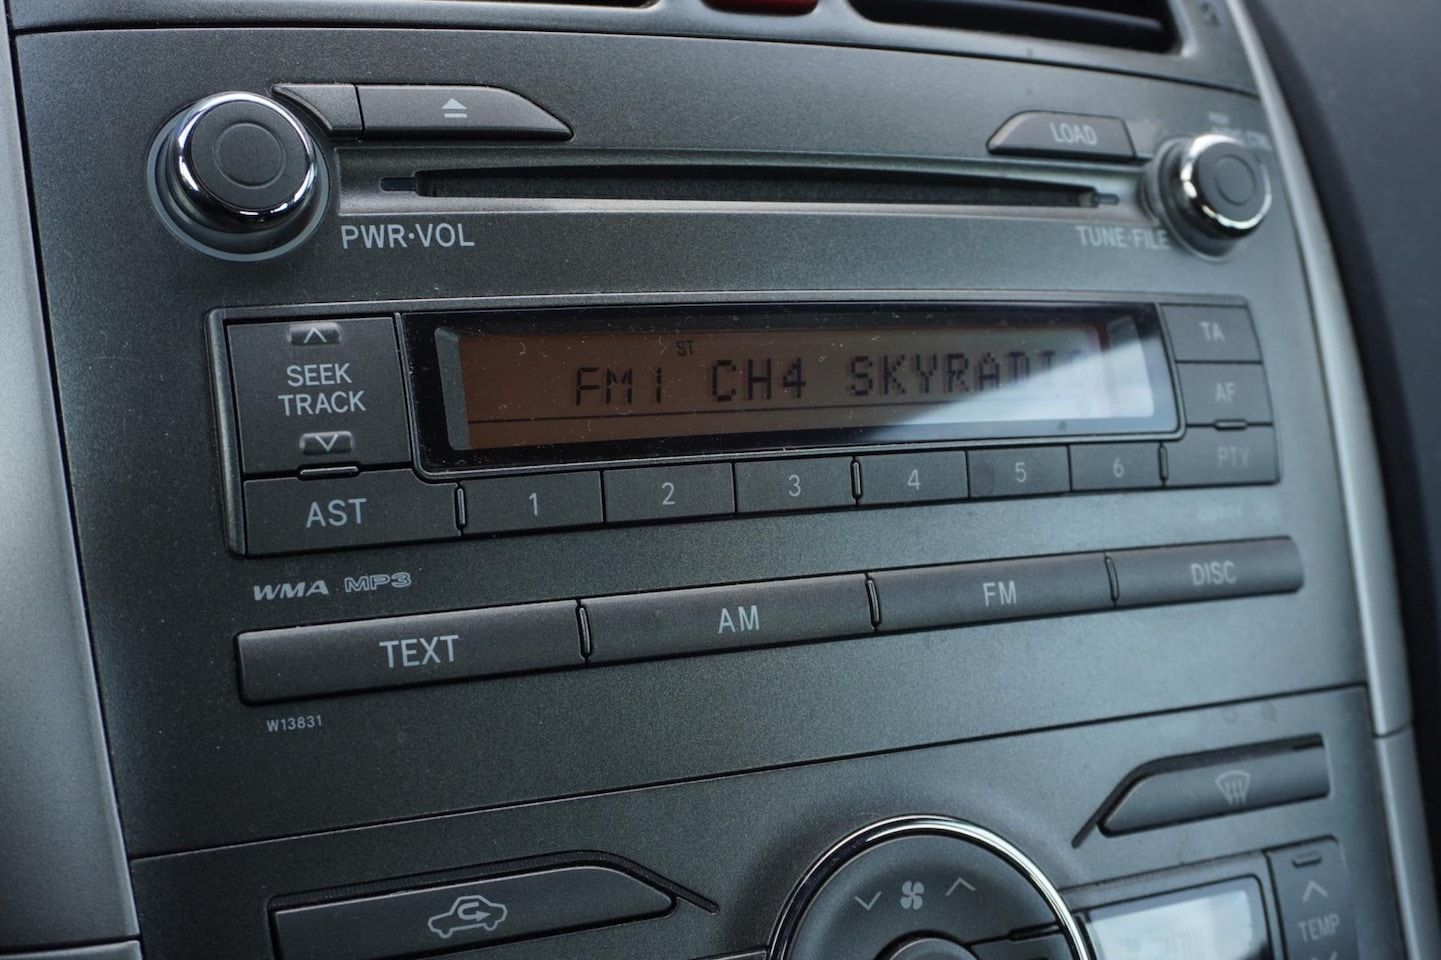 LOAD
PWR·VOL
TUNE·FILE
SEEK
TRACK
ST
FM1 CH4 SKYRADIO
TA
AF
PTY
AST 1 2 3 4 5 6
WMA MP3
TEXT AM FM DISC
W13831
TEMP